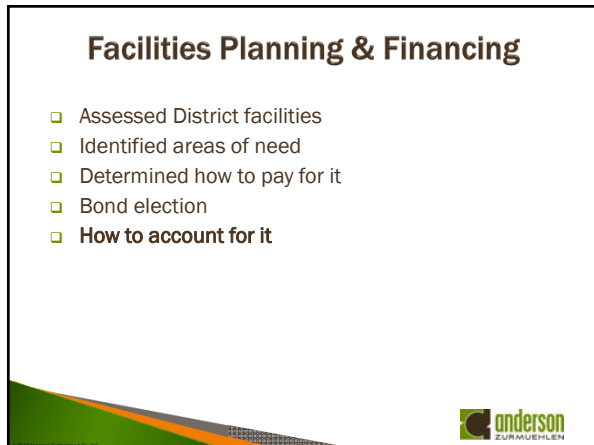 Facilities Planning & Financing
Assessed District facilities
Identified areas of need
Determined how to pay for it
Bond election
How to account for it
anderson
ZURMUEHLEN